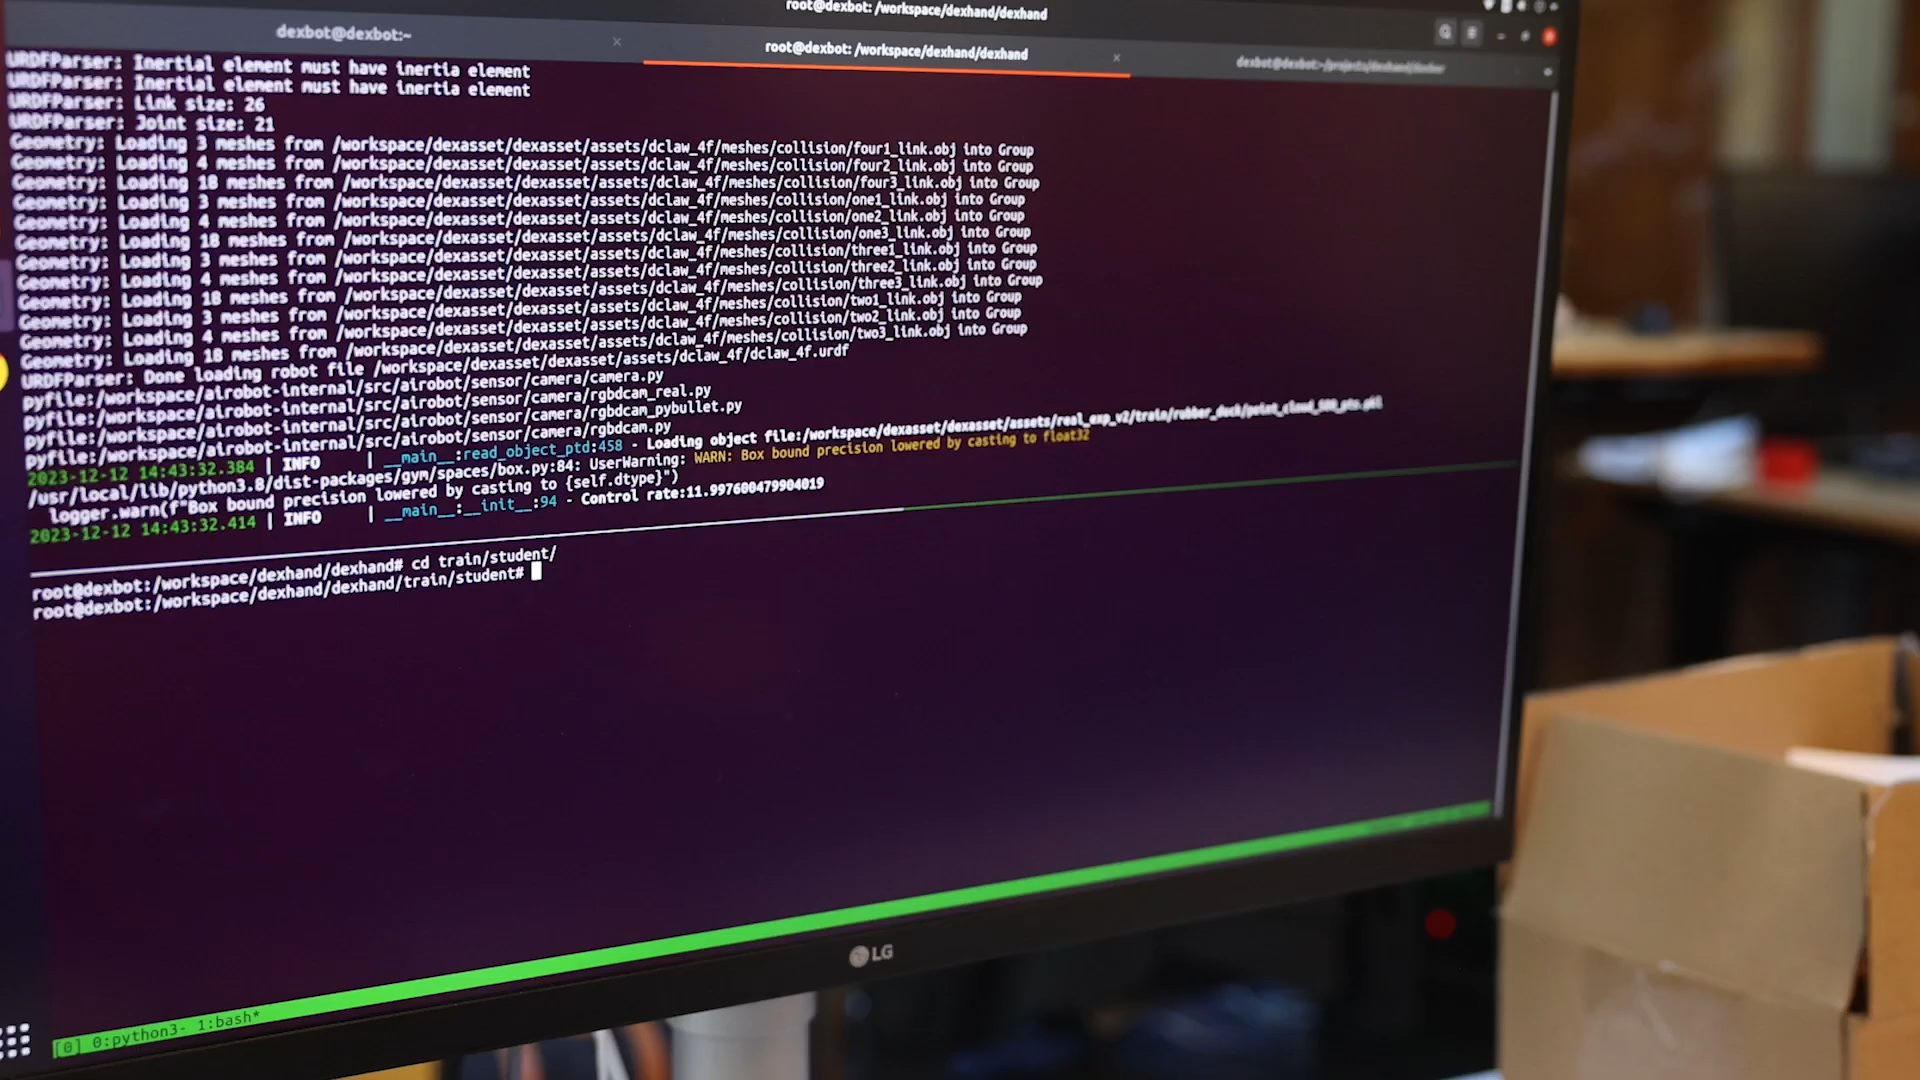 root@dexbot: /workspace/dexhand/dexhand
dexbot@dexbot:~
root@dexbot: /workspace/dexhand/dexhand
dexbot@dexbot:~/projects/dexhand/docker
URDFParser: Inertial element must have inertia element
URDFParser: Inertial element must have inertia element
URDFParser: Link size: 26
URDFParser: Joint size: 21
Geometry: Loading 3 meshes from /workspace/dexasset/dexasset/assets/dclaw_4f/meshes/collision/four1_link.obj into Group
Geometry: Loading 4 meshes from /workspace/dexasset/dexasset/assets/dclaw_4f/meshes/collision/four2_link.obj into Group
Geometry: Loading 18 meshes from /workspace/dexasset/dexasset/assets/dclaw_4f/meshes/collision/four3_link.obj into Group
Geometry: Loading 3 meshes from /workspace/dexasset/dexasset/assets/dclaw_4f/meshes/collision/one1_link.obj into Group
Geometry: Loading 4 meshes from /workspace/dexasset/dexasset/assets/dclaw_4f/meshes/collision/one2_link.obj into Group
Geometry: Loading 18 meshes from /workspace/dexasset/dexasset/assets/dclaw_4f/meshes/collision/one3_link.obj into Group
Geometry: Loading 3 meshes from /workspace/dexasset/dexasset/assets/dclaw_4f/meshes/collision/three1_link.obj into Group
Geometry: Loading 4 meshes from /workspace/dexasset/dexasset/assets/dclaw_4f/meshes/collision/three2_link.obj into Group
Geometry: Loading 18 meshes from /workspace/dexasset/dexasset/assets/dclaw_4f/meshes/collision/three3_link.obj into Group
Geometry: Loading 3 meshes from /workspace/dexasset/dexasset/assets/dclaw_4f/meshes/collision/two1_link.obj into Group
Geometry: Loading 4 meshes from /workspace/dexasset/dexasset/assets/dclaw_4f/meshes/collision/two2_link.obj into Group
Geometry: Loading 18 meshes from /workspace/dexasset/dexasset/assets/dclaw_4f/meshes/collision/two3_link.obj into Group
URDFParser: Done loading robot file /workspace/dexasset/dexasset/assets/dclaw_4f/dclaw_4f.urdf
pyfile:/workspace/airobot-internal/src/airobot/sensor/camera/camera.py
pyfile:/workspace/airobot-internal/src/airobot/sensor/camera/rgbdcam_real.py
pyfile:/workspace/airobot-internal/src/airobot/sensor/camera/rgbdcam_pybullet.py
pyfile:/workspace/airobot-internal/src/airobot/sensor/camera/rgbdcam.py
2023-12-12 14:43:32.384 | INFO | __main__:read_object_ptd:458 - Loading object file:/workspace/dexasset/dexasset/assets/real_exp_v2/train/rubber_duck/point_cloud_500_pts.pkl
/usr/local/lib/python3.8/dist-packages/gym/spaces/box.py:84: UserWarning: WARN: Box bound precision lowered by casting to float32
logger.warn(f"Box bound precision lowered by casting to {self.dtype}")
2023-12-12 14:43:32.414 | INFO | __main__:__init__:94 - Control rate:11.997600479904019
root@dexbot:/workspace/dexhand/dexhand# cd train/student/
root@dexbot:/workspace/dexhand/dexhand/train/student#
[0] 0:python3- 1:bash*
LG